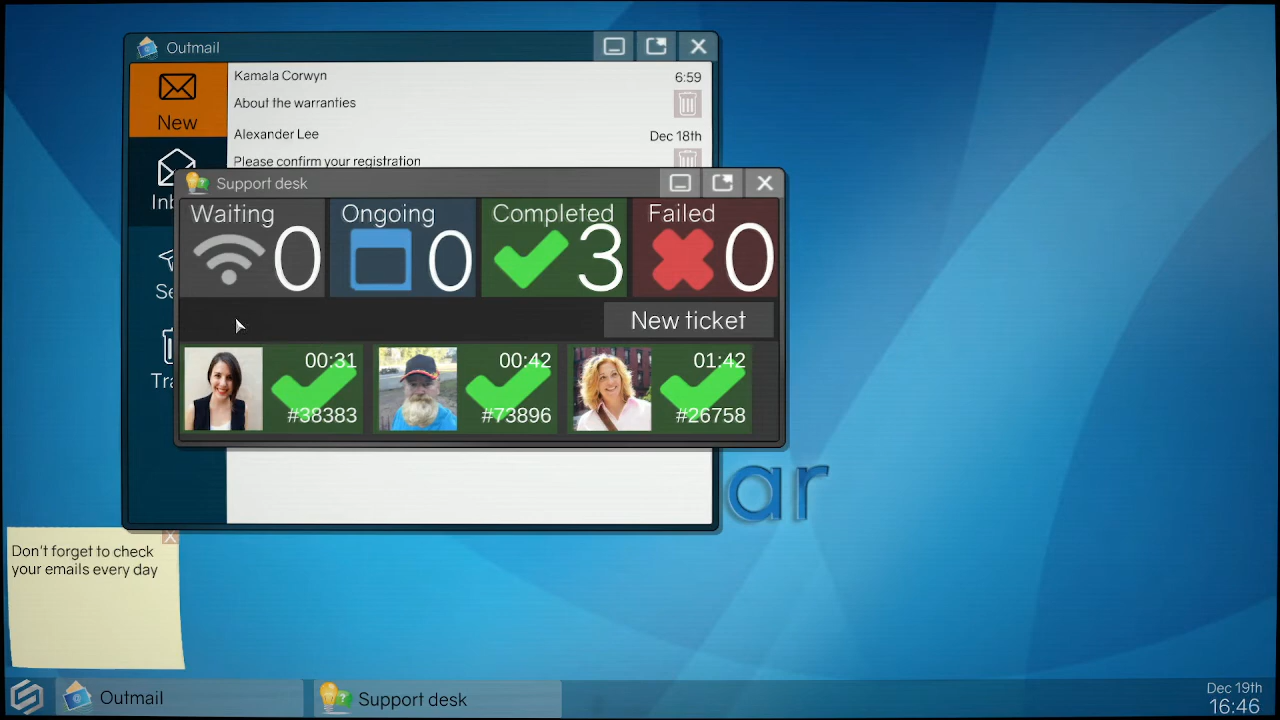 Outmail
New
Kamala Corwyn
6:59
About the warranties
Alexander Lee
Dec 18th
Please confirm your registration
Support desk
Waiting
0
Ongoing
0
Completed
3
Failed
0
New ticket
00:31
#38383
00:42
#73896
01:42
#26758
ar
Don't forget to check
your emails every day
Outmail
Support desk
Dec 19th
16:46